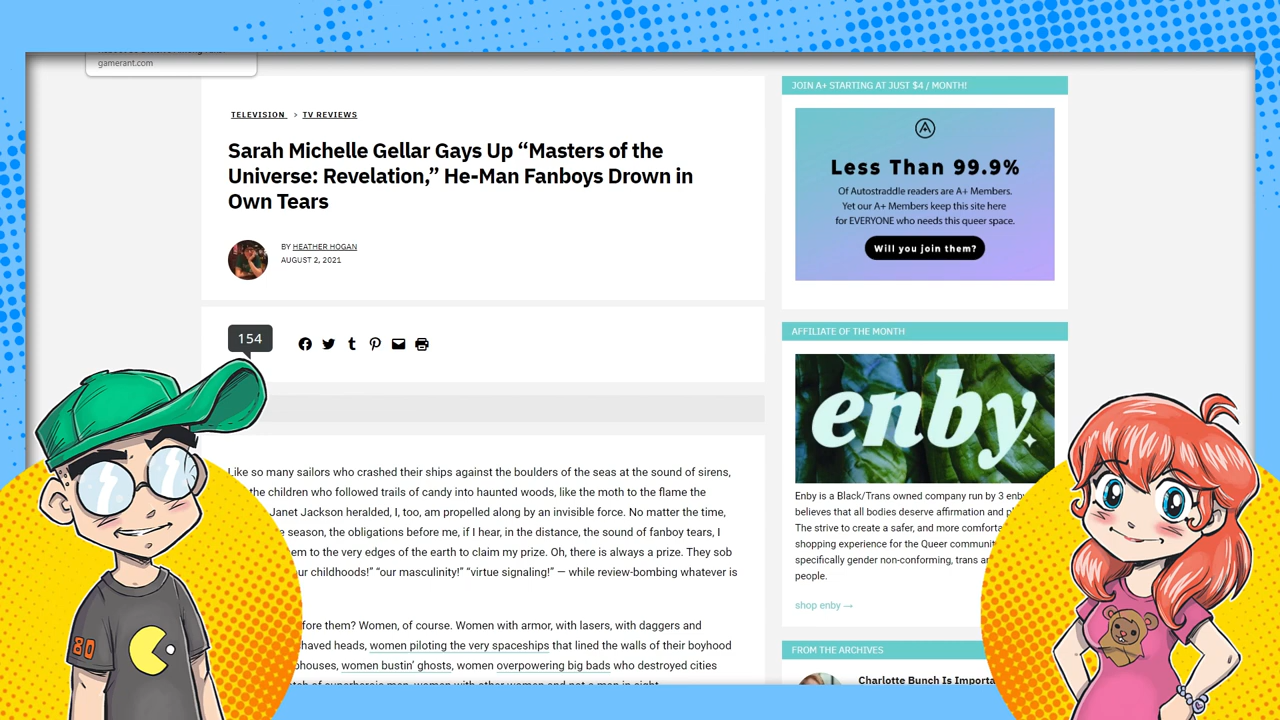 gamerant.com
TELEVISION > TV REVIEWS
Sarah Michelle Gellar Gays Up “Masters of the
Universe: Revelation,” He-Man Fanboys Drown in
Own Tears
BY HEATHER HOGAN
AUGUST 2, 2021
154
Like so many sailors who crashed their ships against the boulders of the seas at the sound of sirens,
the children who followed trails of candy into haunted woods, like the moth to the flame the
Janet Jackson heralded, I, too, am propelled along by an invisible force. No matter the time,
season, the obligations before me, if I hear, in the distance, the sound of fanboy tears, I
to the very edges of the earth to claim my prize. Oh, there is always a prize. They sob
childhoods!” “our masculinity!” “virtue signaling!” — while review-bombing whatever is
them? Women, of course. Women with armor, with lasers, with daggers and
heads, women piloting the very spaceships that lined the walls of their boyhood
women bustin’ ghosts, women overpowering big bads who destroyed cities
JOIN A+ STARTING AT JUST $4 / MONTH!
A
Less Than 99.9%
Of Autostraddle readers are A+ Members.
Yet our A+ Members keep this site here
for EVERYONE who needs this queer space.
Will you join them?
AFFILIATE OF THE MONTH
enby
Enby is a Black/Trans owned company run by 3
believes that all bodies deserve affirmation and
The strive to create a safer, and more
shopping experience for the Queer
specifically gender non-conforming, trans
people.
shop enby →
FROM THE ARCHIVES
Charlotte Bunch Is
80